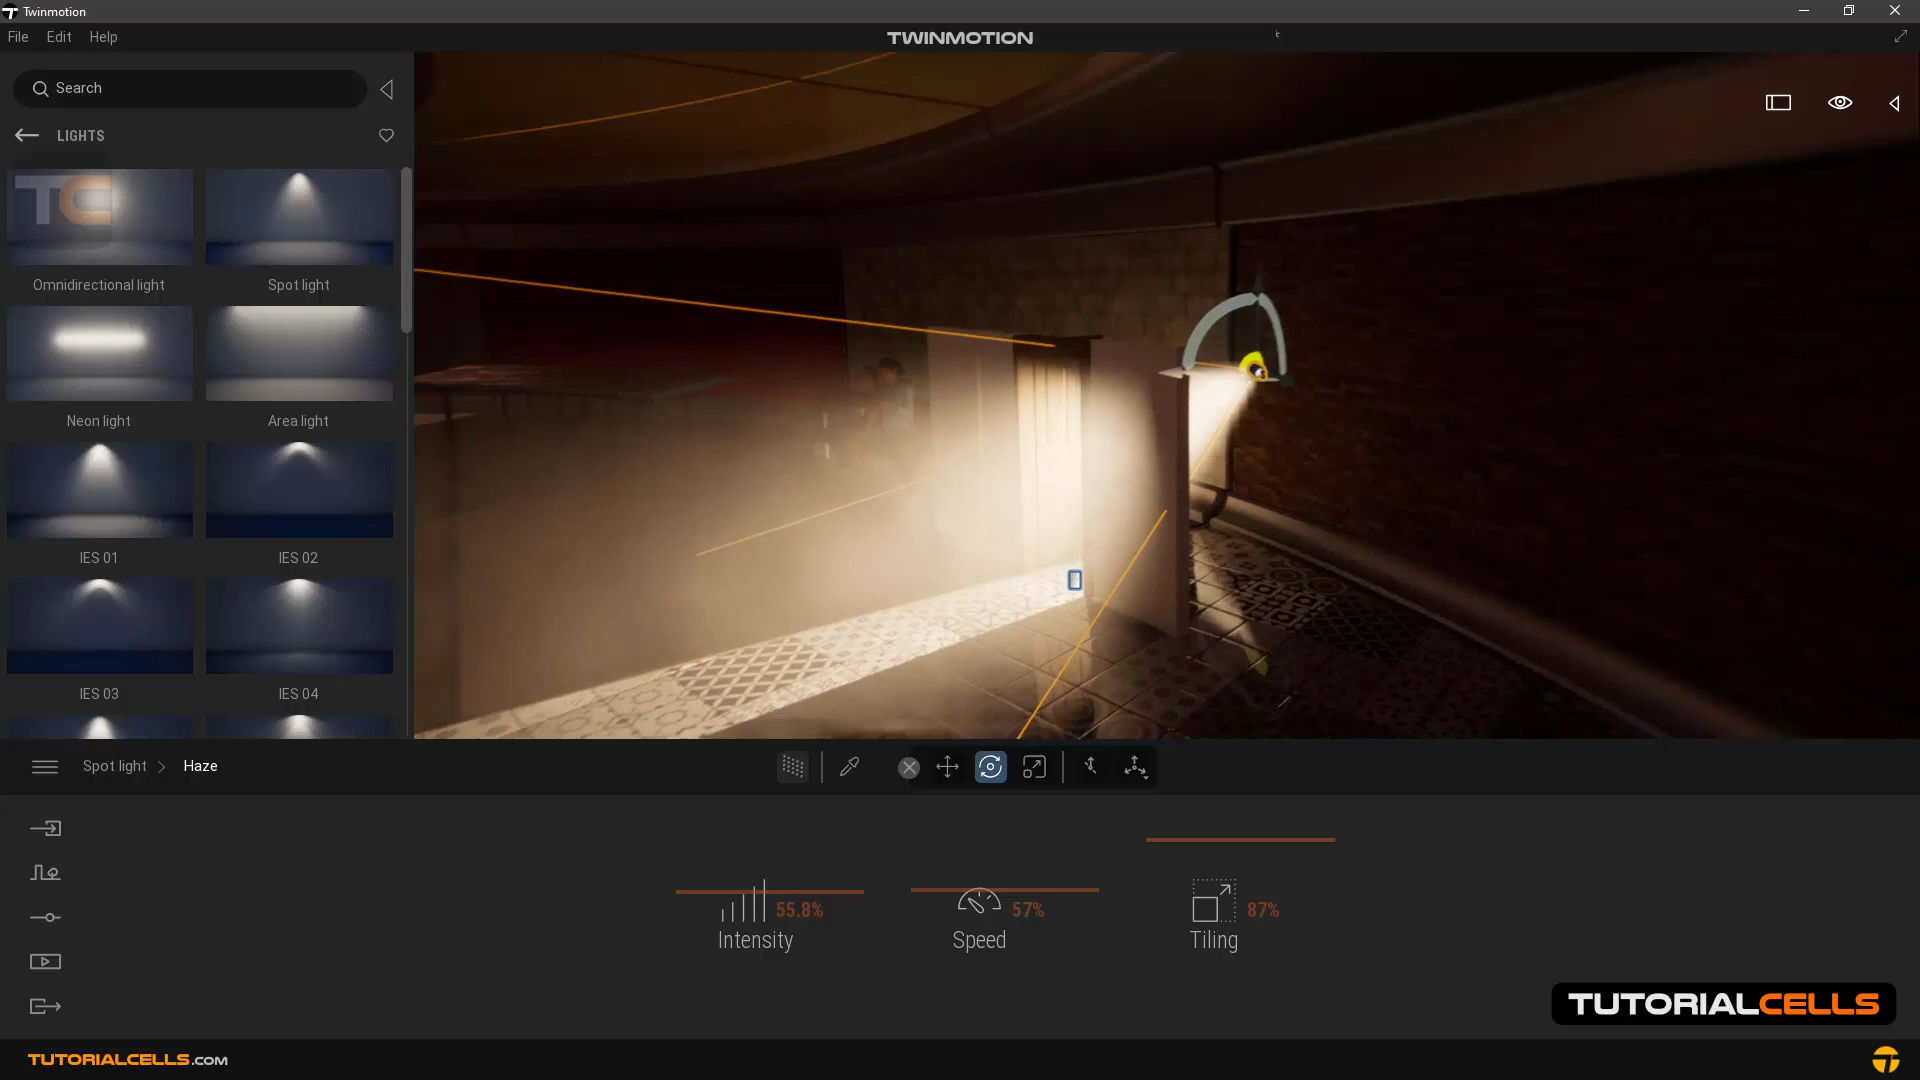 Twinmotion
File Edit Help
TWINMOTION
Search
LIGHTS
TC
Omnidirectional light
Spot light
Neon light
Area light
IES 01
IES 02
IES 03
IES 04
Spot light
Haze
55.8%
57%
87%
Intensity
Speed
Tiling
TUTORIALCELLS
TUTORIALCELLS.COM